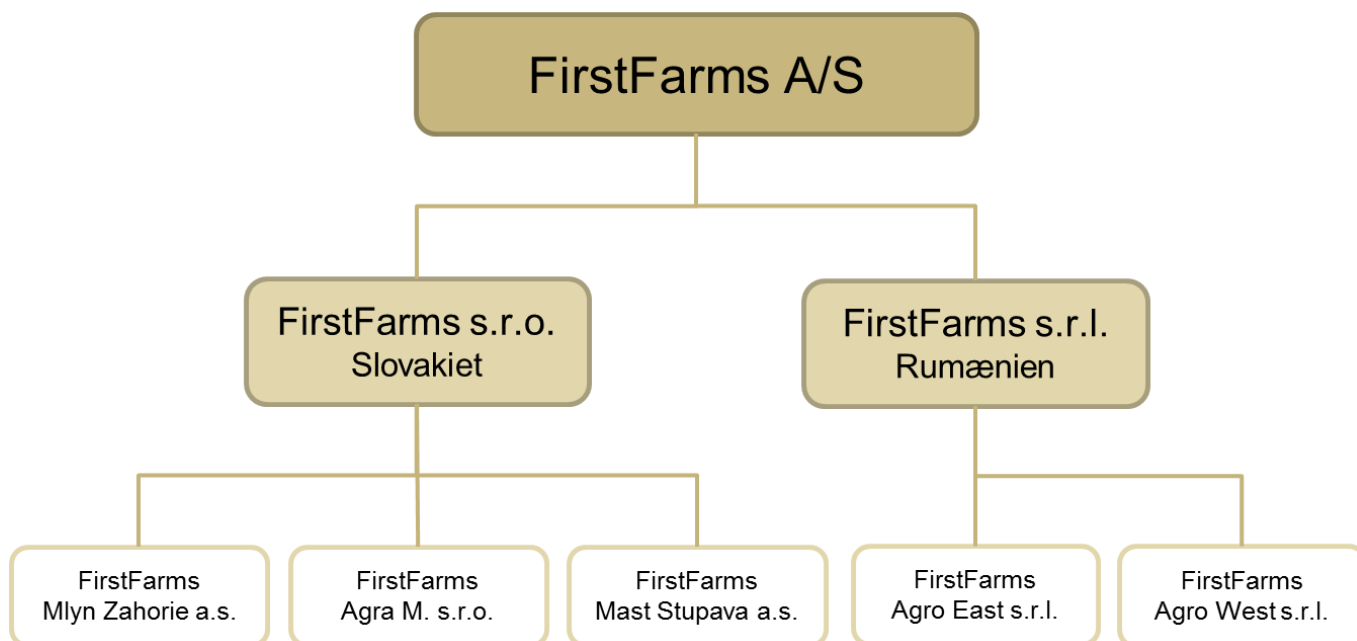 FirstFarms A/S
FirstFarms s.r.o.
Slovakiet
FirstFarms s.r.l.
Rumænien
FirstFarms
Mlyn Zahorie a.s.
FirstFarms
Agra M. s.r.o.
FirstFarms
Mast Stupava a.s.
FirstFarms
Agro East s.r.l.
FirstFarms
Agro West s.r.l.